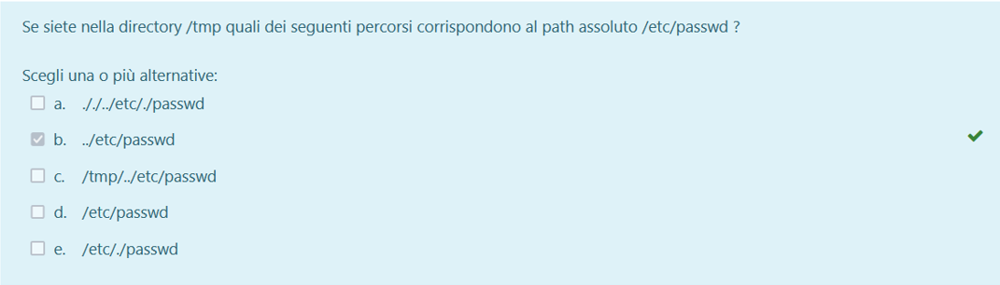 Se siete nella directory /tmp quali dei seguenti percorsi corrispondono al path assoluto /etc/passwd ?
Scegli una o più alternative:
a. ././../etc/./passwd
b. ../etc/passwd
c. /tmp/../etc/passwd
d. /etc/passwd
e. /etc/./passwd